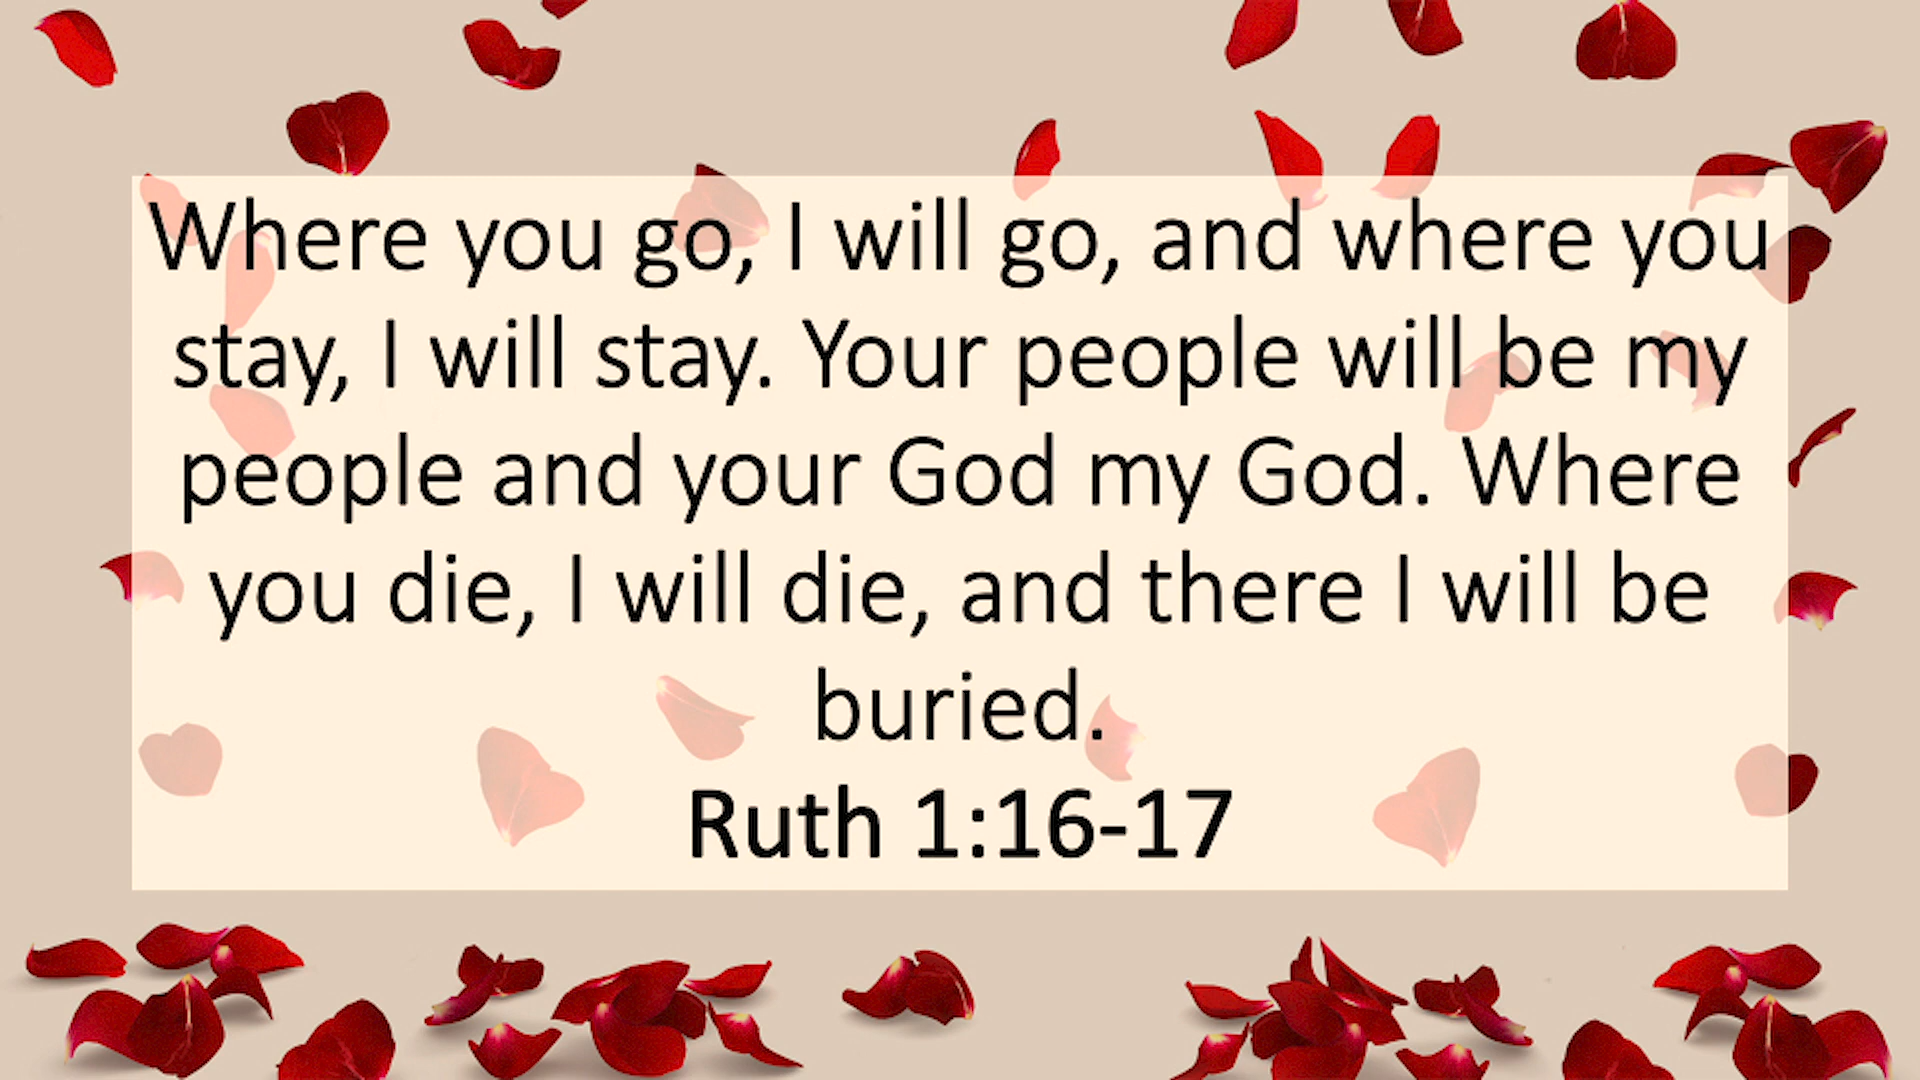 Where you go, I will go, and where you
stay, I will stay. Your people will be my
people and your God my God. Where
you die, I will die, and there I will be
buried.
Ruth 1:16-17